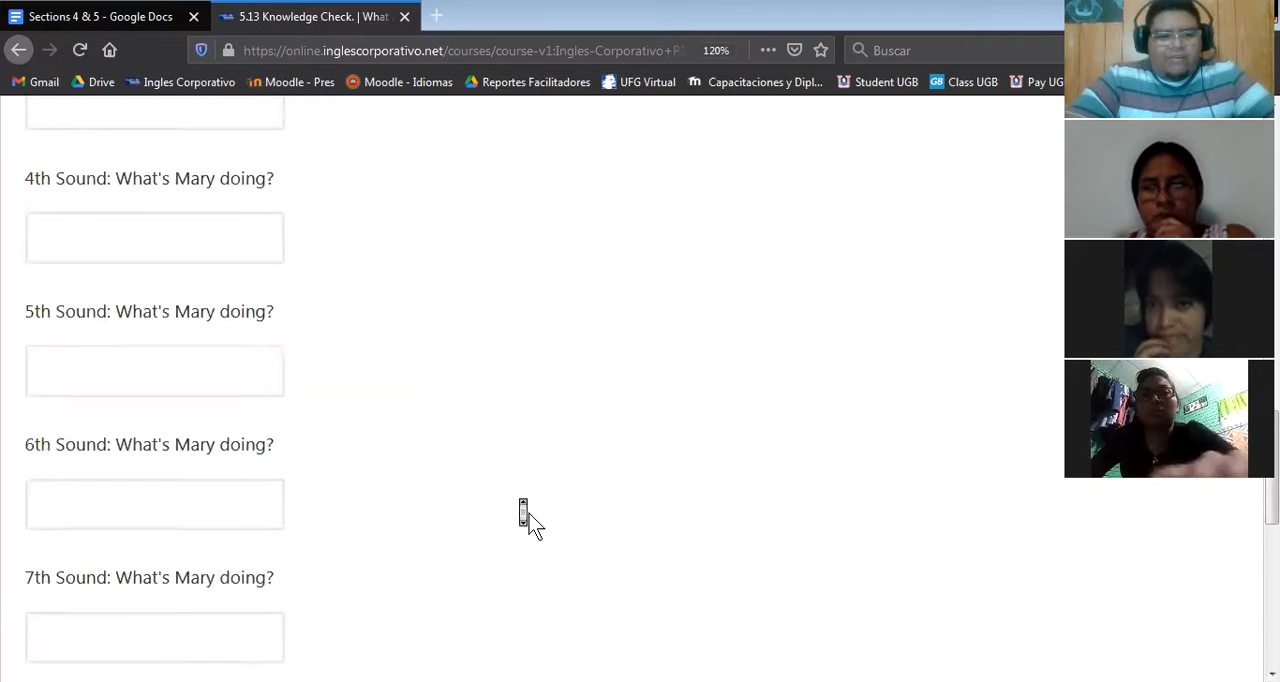 Sections 4 & 5 - Google Docs
5.13 Knowledge Check. | What
https://online.inglescorporativo.net/courses/course-v1:Ingles-Corporativo+P
120%
Buscar
Gmail
Drive
Ingles Corporativo
Moodle - Pres
Moodle - Idiomas
Reportes Facilitadores
UFG Virtual
Capacitaciones y Dipl...
Student UGB
Class UGB
Pay UG
4th Sound: What's Mary doing?
5th Sound: What's Mary doing?
6th Sound: What's Mary doing?
7th Sound: What's Mary doing?